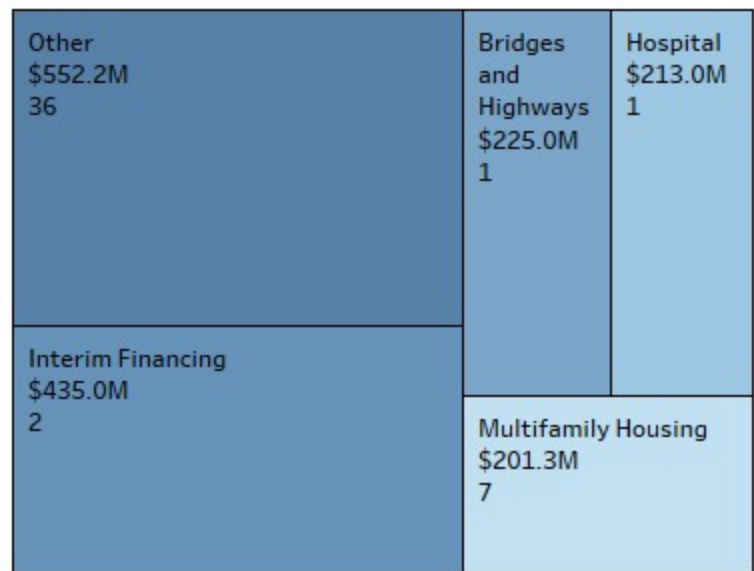 Other
$552.2M
36
Bridges
and
Highways
$225.0M
1
Hospital
$213.0M
1
Interim Financing
$435.0M
2
Multifamily Housing
$201.3M
7